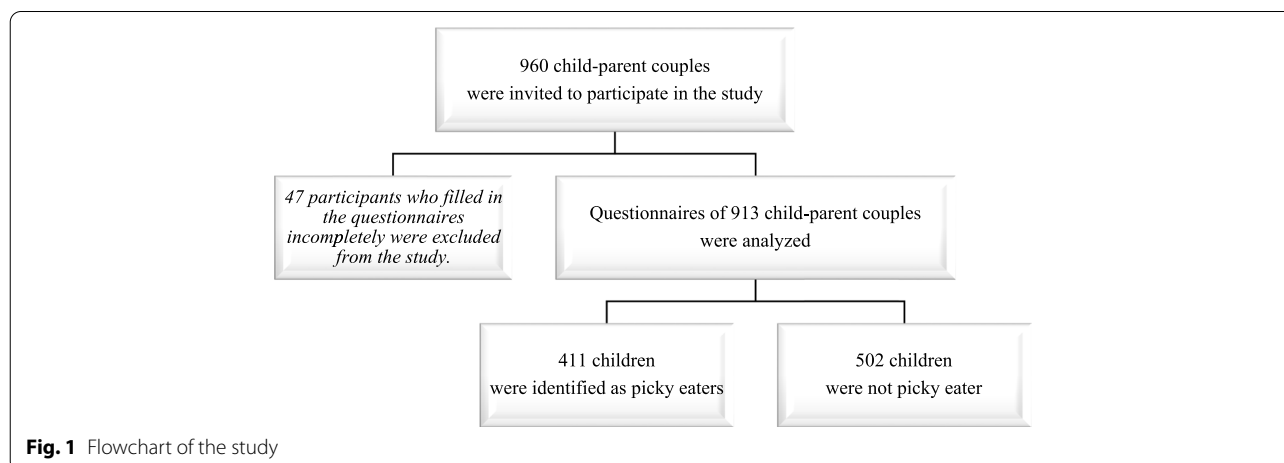 960 child-parent couples
were invited to participate in the study
47 participants who filled in
the questionnaires
incompletely were excluded
from the study.
Questionnaires of 913 child-parent couples
were analyzed
411 children
were identified as picky eaters
502 children
were not picky eater
Fig. 1 Flowchart of the study